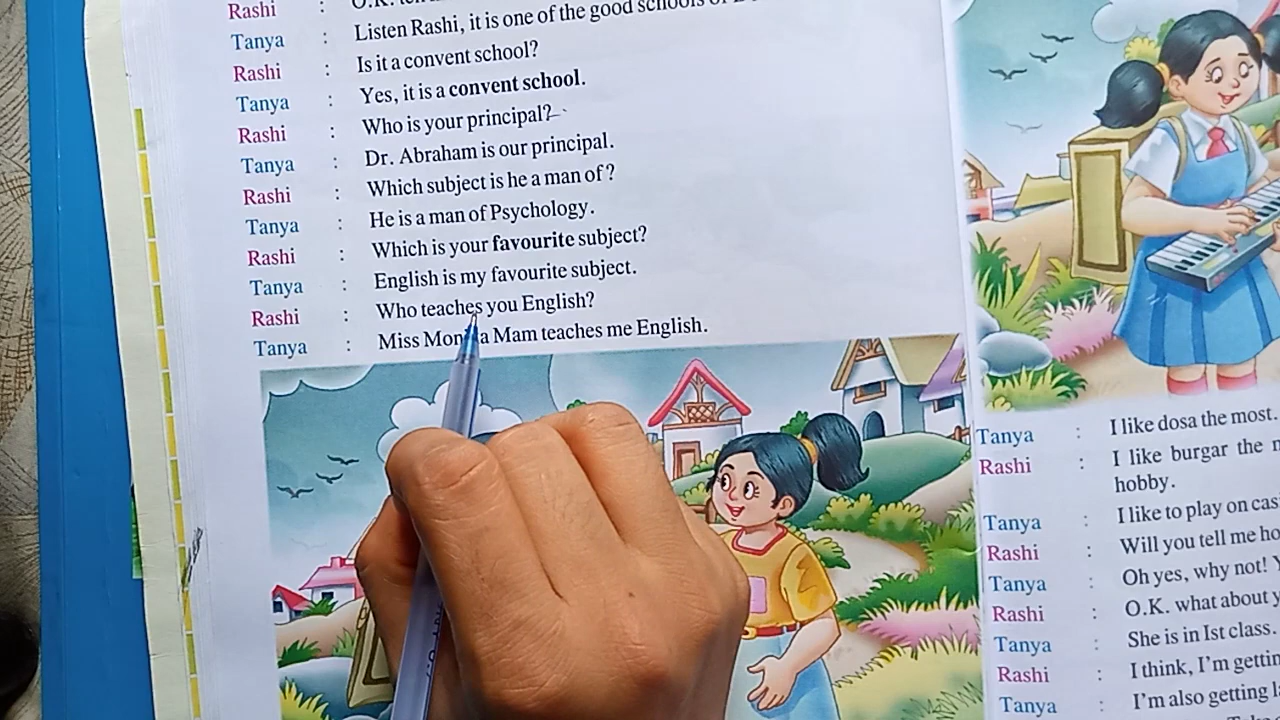 Rashi :
Tanya : Listen Rashi, it is one of the good schools of
Rashi : Is it a convent school?
Tanya : Yes, it is a convent school.
Rashi : Who is your principal?
Tanya : Dr. Abraham is our principal.
Rashi : Which subject is he a man of?
Tanya : He is a man of Psychology.
Rashi : Which is your favourite subject?
Tanya : English is my favourite subject.
Rashi : Who teaches you English?
Tanya : Miss Mam teaches me English.
Tanya : I like dosa the most.
Rashi : I like burgar the
hobby.
Tanya : I like to play on
Rashi : Will you tell me
Tanya : Oh yes, why not!
Rashi : O.K. what about
Tanya : She is in Ist class.
Rashi : I think, I'm
Tanya : I'm also getting